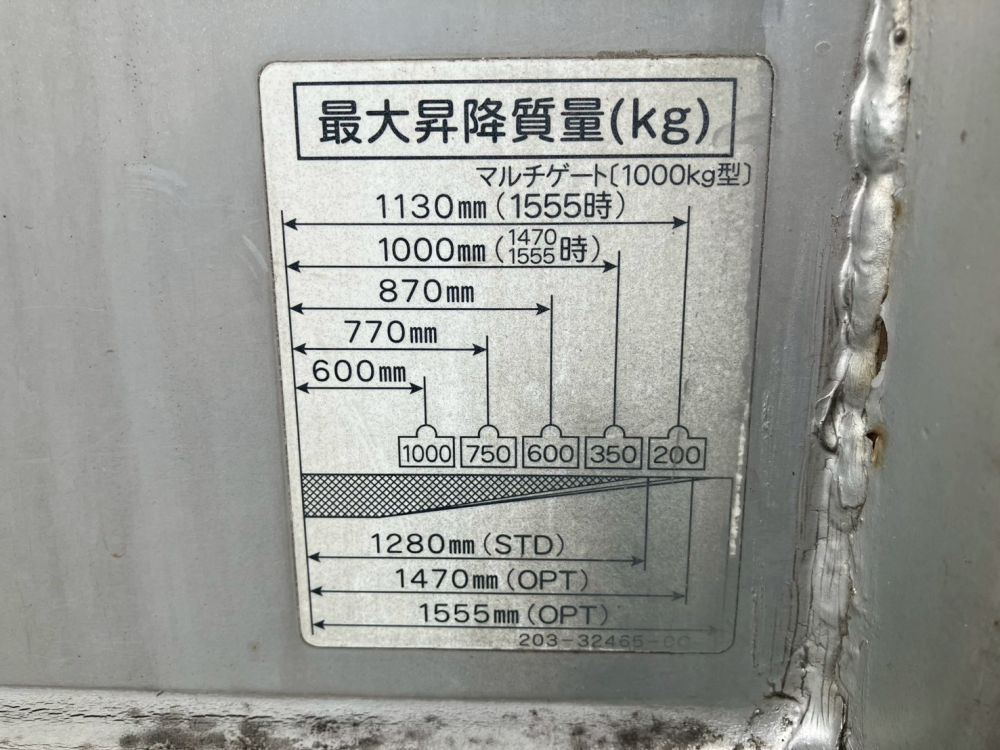 最大昇降質量(kg)
マルチゲート〔1000kg型〕
1130㎜(1555時)
1000㎜(1470/1555時)
870㎜
770㎜
600㎜
1000 750 600 350 200
1280㎜(STD)
1470㎜(OPT)
1555㎜(OPT)
203-32465-